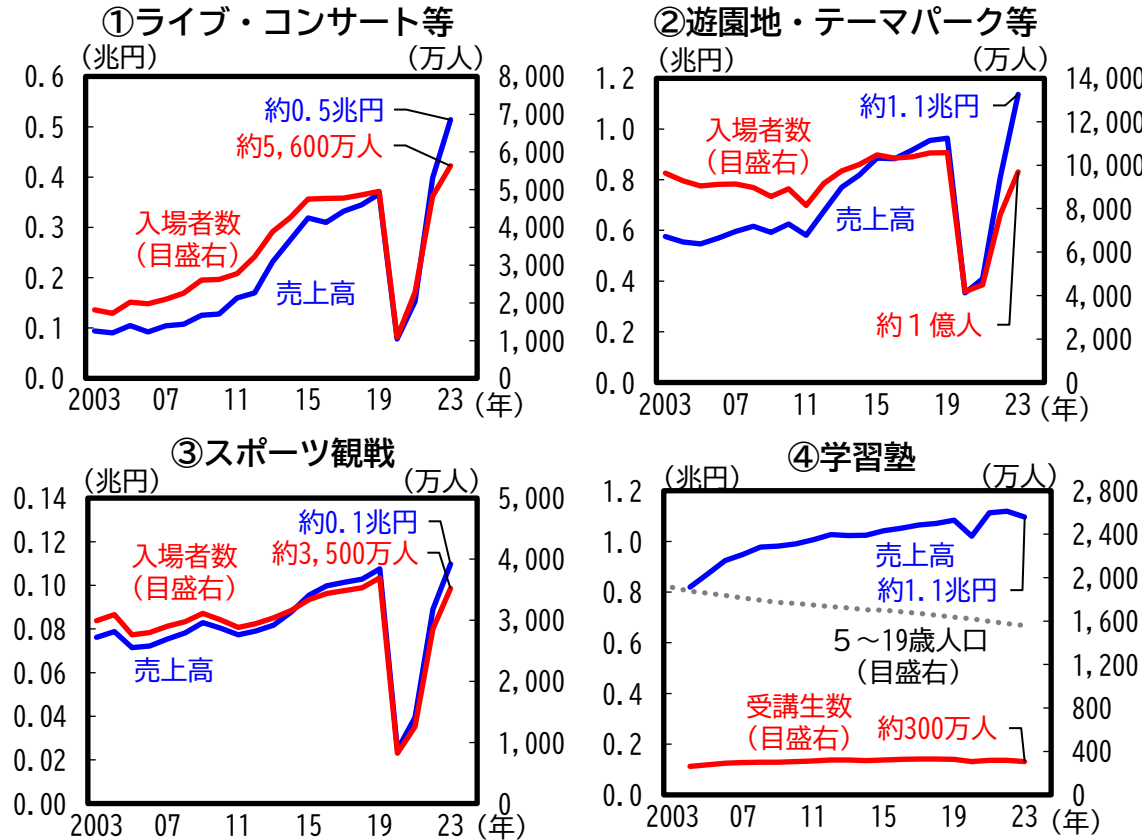 ①ライブ・コンサート等
(兆円)
(万人)
0.6
0.5
0.4
0.3
0.2
0.1
0.0
8,000
7,000
6,000
5,000
4,000
3,000
2,000
1,000
0
約0.5兆円
約5,600万人
入場者数
(目盛右)
売上高
2003 07 11 15 19 23 (年)
②遊園地・テーマパーク等
(兆円)
(万人)
1.2
1.0
0.8
0.6
0.4
0.2
0.0
14,000
12,000
10,000
8,000
6,000
4,000
2,000
0
約1.1兆円
入場者数
(目盛右)
売上高
約1億人
2003 07 11 15 19 23 (年)
③スポーツ観戦
(兆円)
(万人)
0.14
0.12
0.10
0.08
0.06
0.04
0.02
0.00
5,000
4,000
3,000
2,000
1,000
0
約0.1兆円
入場者数
(目盛右)
約3,500万人
売上高
2003 07 11 15 19 23 (年)
④学習塾
(兆円)
(万人)
1.2
1.0
0.8
0.6
0.4
0.2
0.0
2,800
2,400
2,000
1,600
1,200
800
400
0
売上高
約1.1兆円
5~19歳人口
(目盛右)
受講生数
(目盛右)
約300万人
2003 07 11 15 19 23 (年)